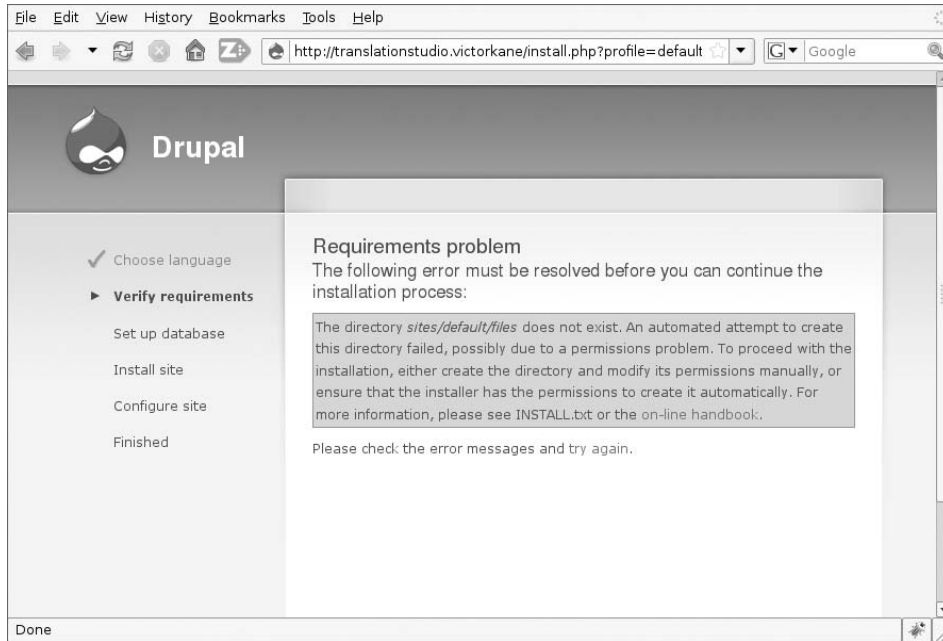 File Edit View History Bookmarks Tools Help
http://translationstudio.victorkane/install.php?profile=default
G Google
Drupal
Choose language
Verify requirements
Set up database
Install site
Configure site
Finished
Requirements problem
The following error must be resolved before you can continue the
installation process:
The directory sites/default/files does not exist. An automated attempt to create
this directory failed, possibly due to a permissions problem. To proceed with the
installation, either create the directory and modify its permissions manually, or
ensure that the installer has the permissions to create it automatically. For
more information, please see INSTALL.txt or the on-line handbook.
Please check the error messages and try again.
Done